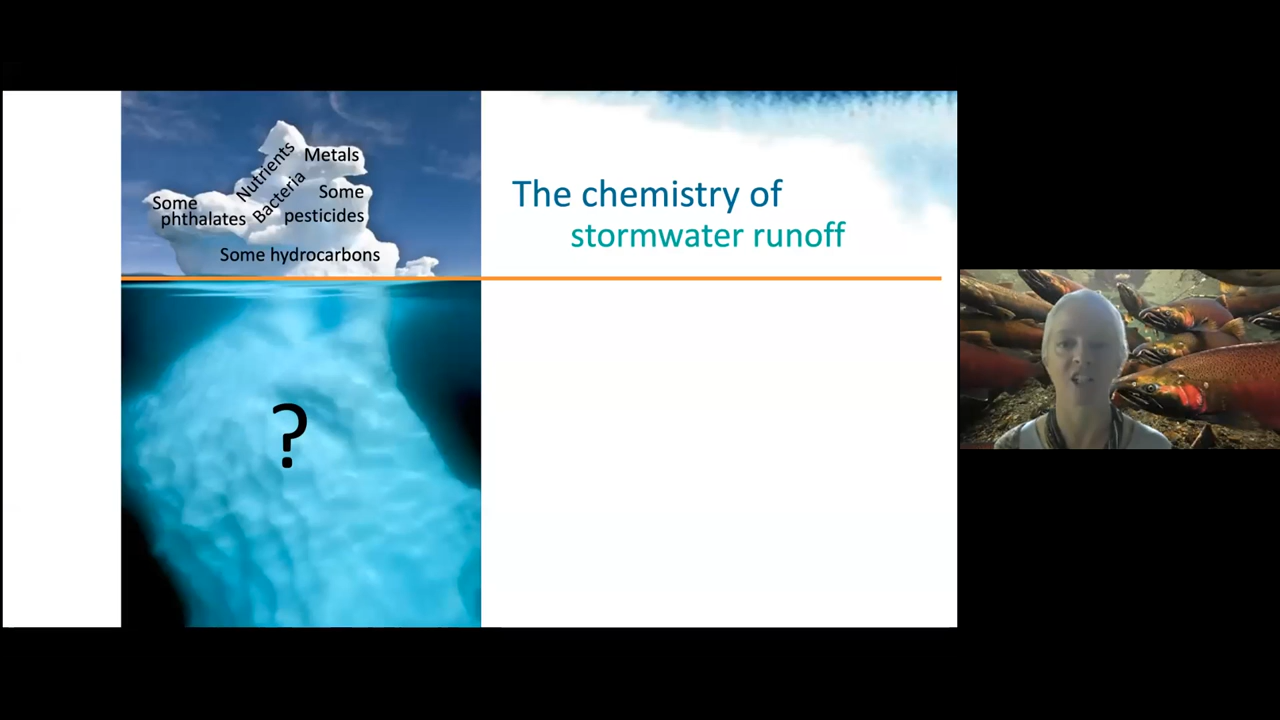 Nutrients
Metals
Bacteria
Some
phthalates
Some
pesticides
Some hydrocarbons
?
The chemistry of
stormwater runoff